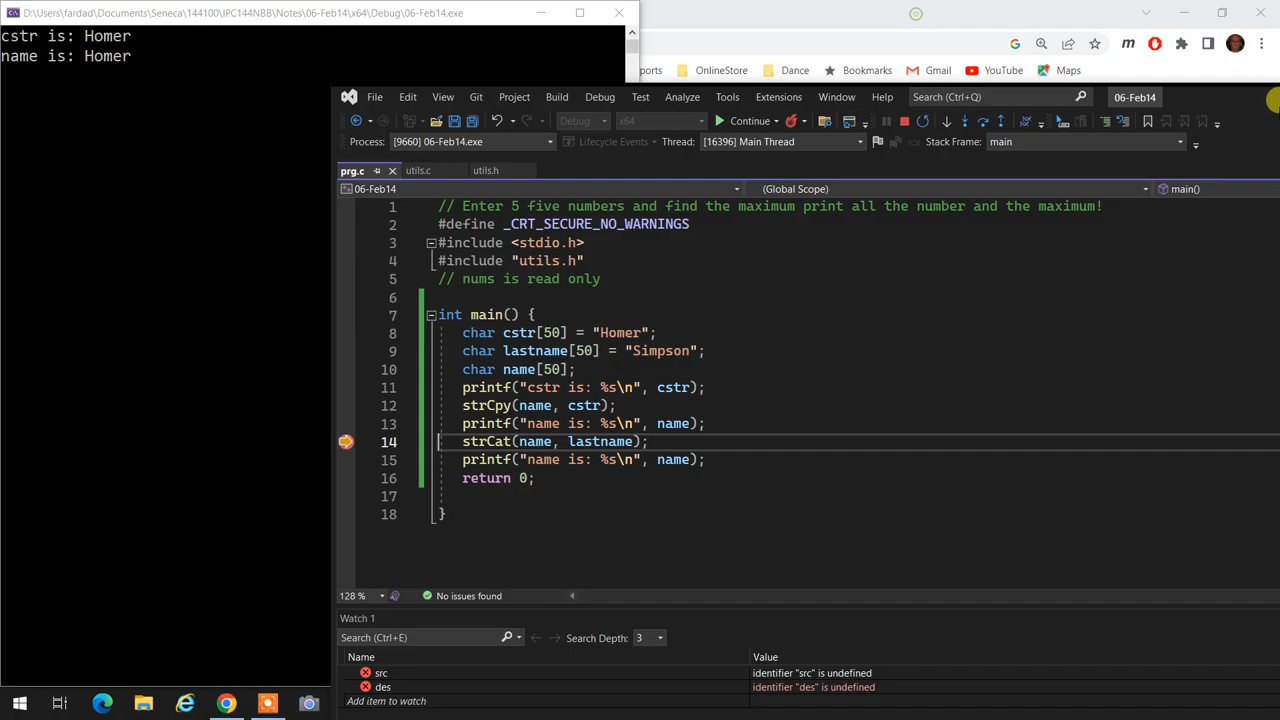 D:\Users\fardad\Documents\Seneca\144100\IPC144NBB\Notes\06-Feb14\x64\Debug\06-Feb14.exe
cstr is: Homer
name is: Homer
ports OnlineStore Dance Bookmarks Gmail YouTube Maps
File Edit View Git Project Build Debug Test Analyze Tools Extensions Window Help Search (Ctrl+Q) 06-Feb14
Debug x64 Continue
Process: [9660] 06-Feb14.exe Lifecycle Events Thread: [16396] Main Thread Stack Frame: main
prg.c utils.c utils.h
06-Feb14 (Global Scope) main()
1 // Enter 5 five numbers and find the maximum print all the number and the maximum!
2 #define _CRT_SECURE_NO_WARNINGS
3 #include <stdio.h>
4 #include "utils.h"
5 // nums is read only
6
7 int main() {
8 char cstr[50] = "Homer";
9 char lastname[50] = "Simpson";
10 char name[50];
11 printf("cstr is: %s\n", cstr);
12 strCpy(name, cstr);
13 printf("name is: %s\n", name);
14 strCat(name, lastname);
15 printf("name is: %s\n", name);
16 return 0;
17
18 }
128 % No issues found
Watch 1
Search (Ctrl+E) Search Depth: 3
Name Value
src identifier "src" is undefined
des identifier "des" is undefined
Add item to watch